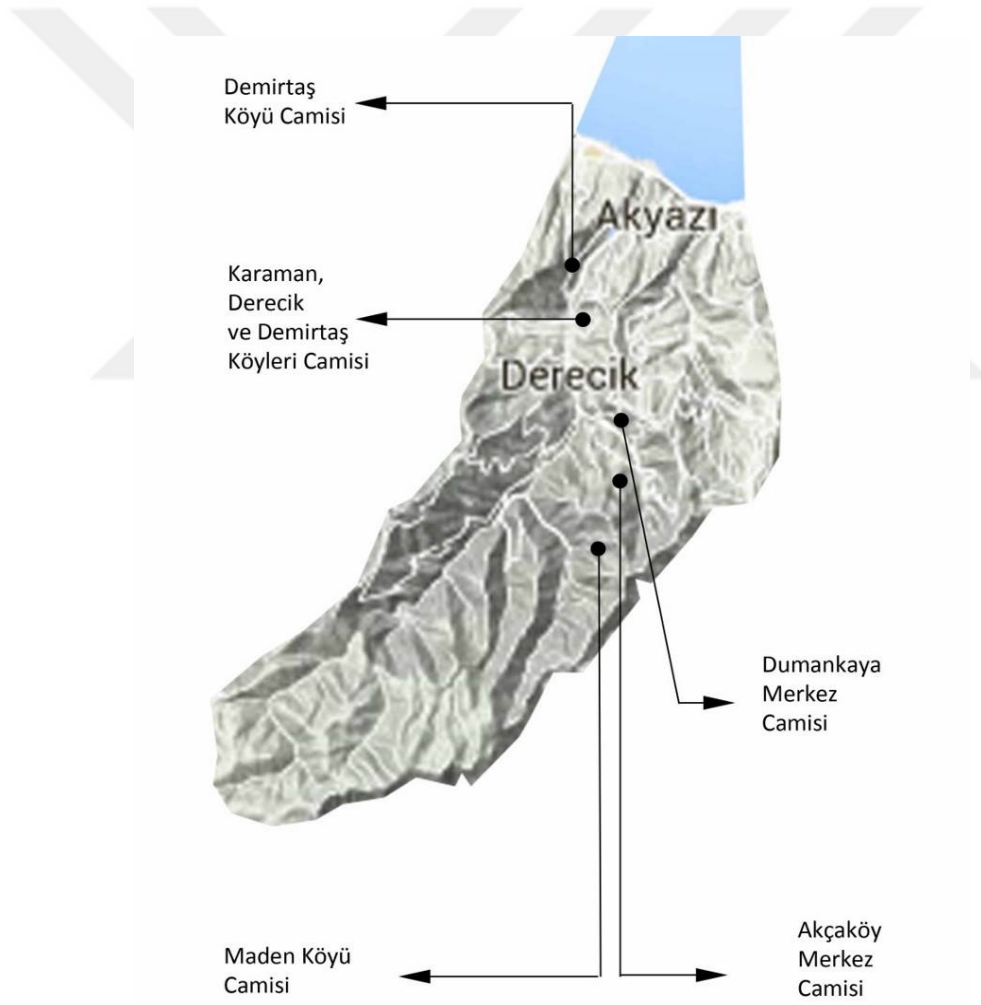 Demirtaş
Köyü Camisi
Akyazı
Karaman,
Derecik
ve Demirtaş
Köyleri Camisi
Derecik
Dumankaya
Merkez
Camisi
Maden Köyü
Camisi
Akçaköy
Merkez
Camisi